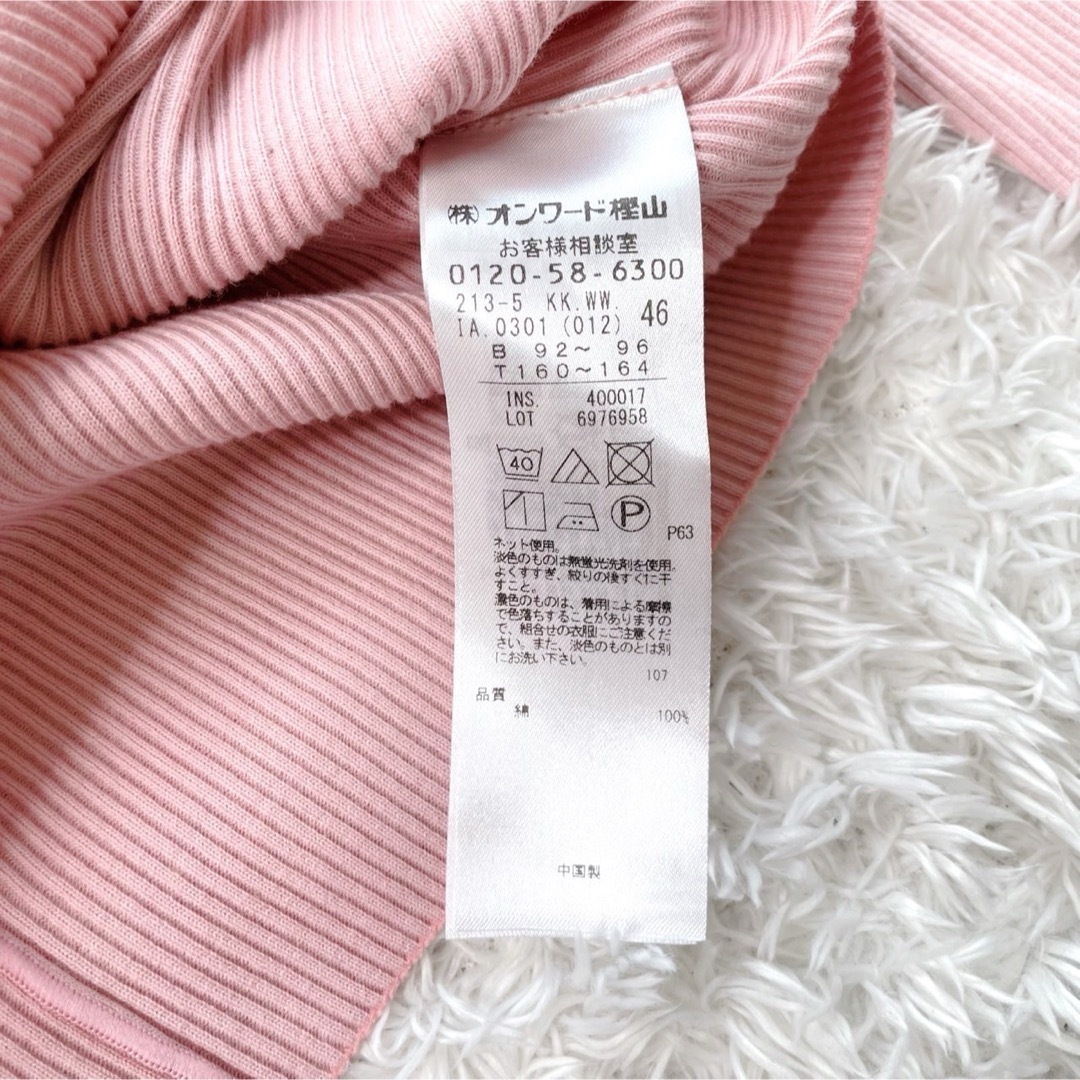 (株)オンワード樫山
お客様相談室
0120-58-6300
213-5 KK.WW.
IA.0301 (012) 46
B 92～ 96
T 160～164
INS. 400017
LOT 6976958
40
P
P63
ネット使用。
淡色のものは無蛍光洗剤を使用。
よくすすぎ、絞りの後すぐに干
すこと。
濃色のものは、着用による摩擦
で色落ちすることがありますの
で、組合せの衣服にご注意くだ
さい。また、淡色のものとは別
にお洗い下さい。
107
品質
綿 100%
中国製